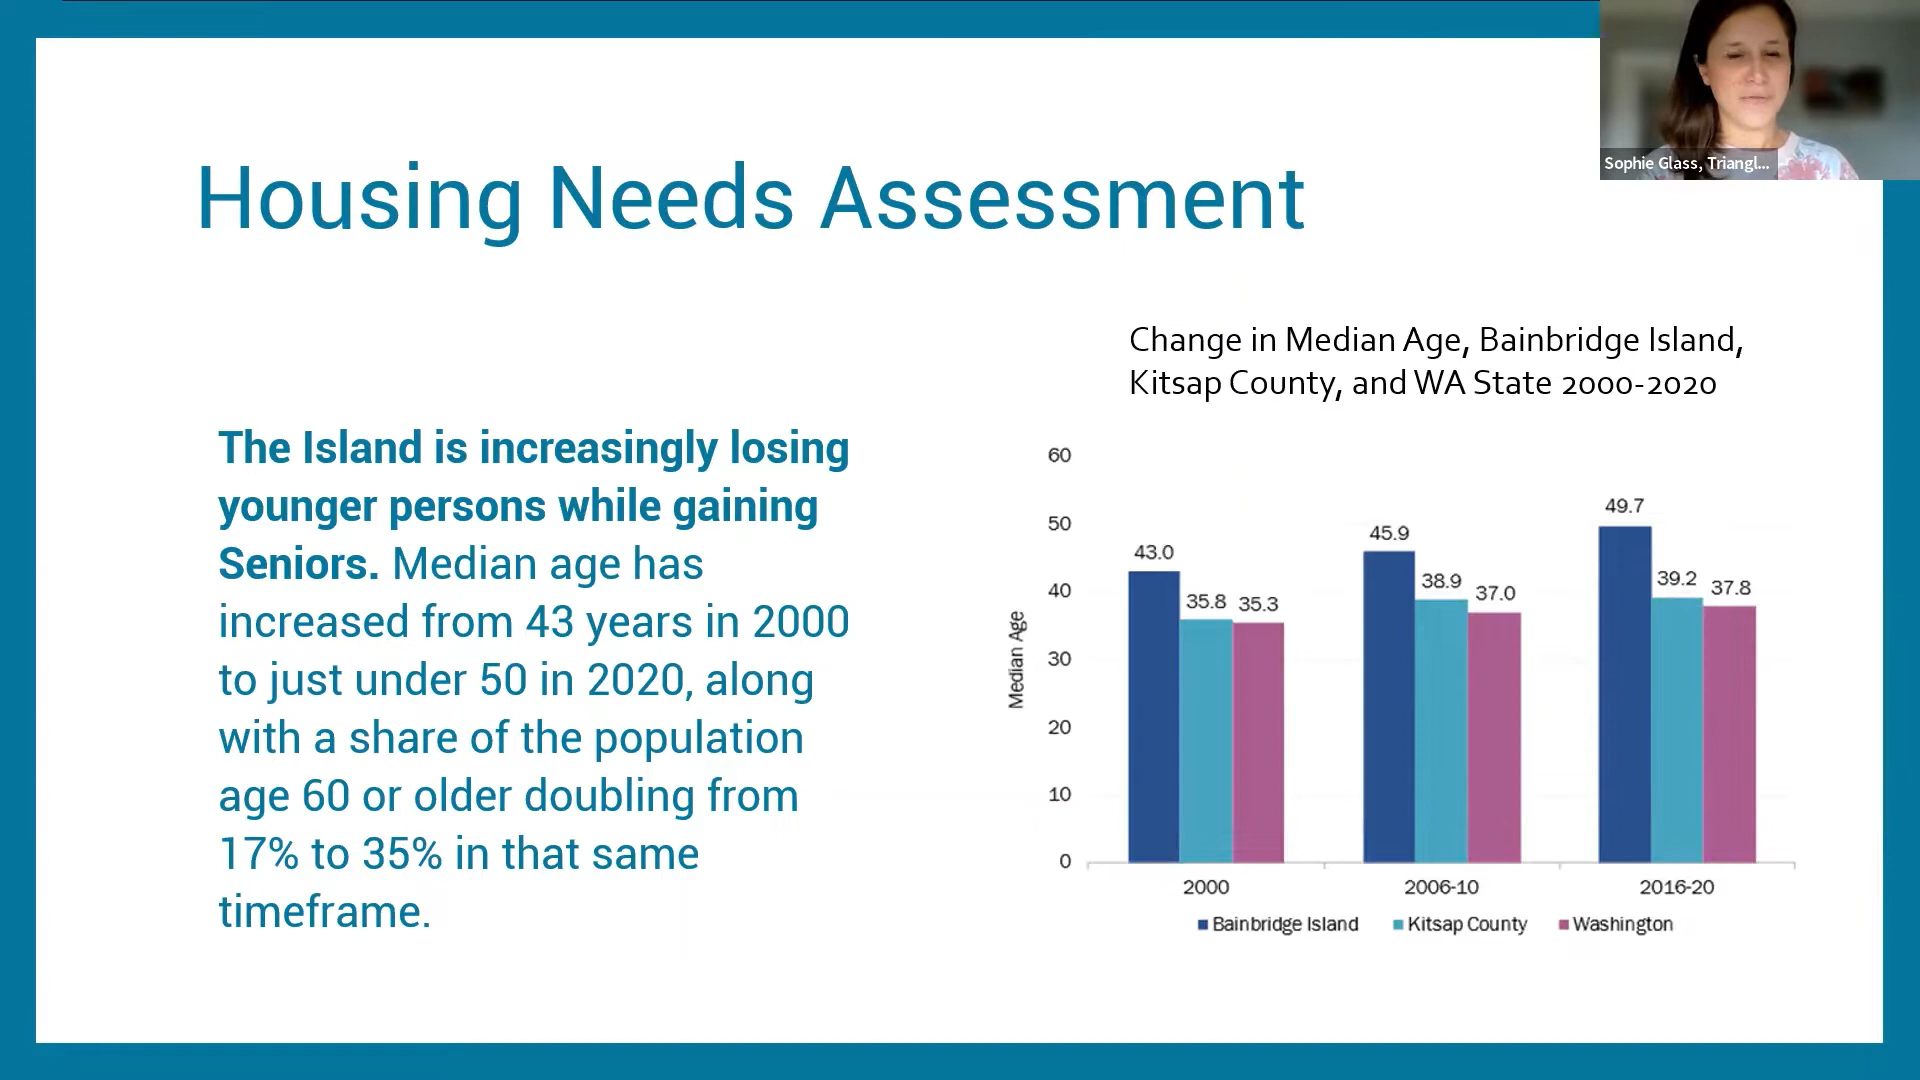 Sophie Glass, Triangl...
Housing Needs Assessment
The Island is increasingly losing
younger persons while gaining
Seniors. Median age has
increased from 43 years in 2000
to just under 50 in 2020, along
with a share of the population
age 60 or older doubling from
17% to 35% in that same
timeframe.
Change in Median Age, Bainbridge Island,
Kitsap County, and WA State 2000-2020
Median Age
60
50
40
30
20
10
0
43.0
35.8
35.3
45.9
38.9
37.0
49.7
39.2
37.8
2000
2006-10
2016-20
Bainbridge Island
Kitsap County
Washington